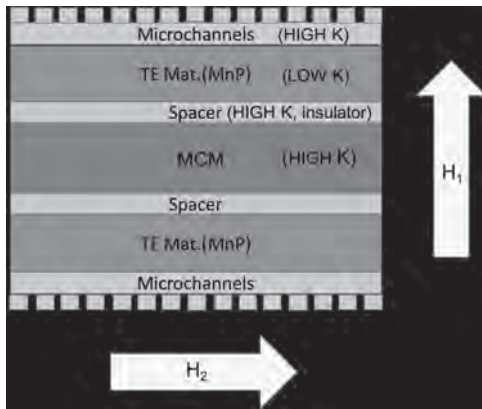 Microchannels (HIGH K)
TE Mat.(MnP) (LOW K)
Spacer (HIGH K, insulator)
MCM (HIGH K)
Spacer
TE Mat.(MnP)
Microchannels
H₁
H₂